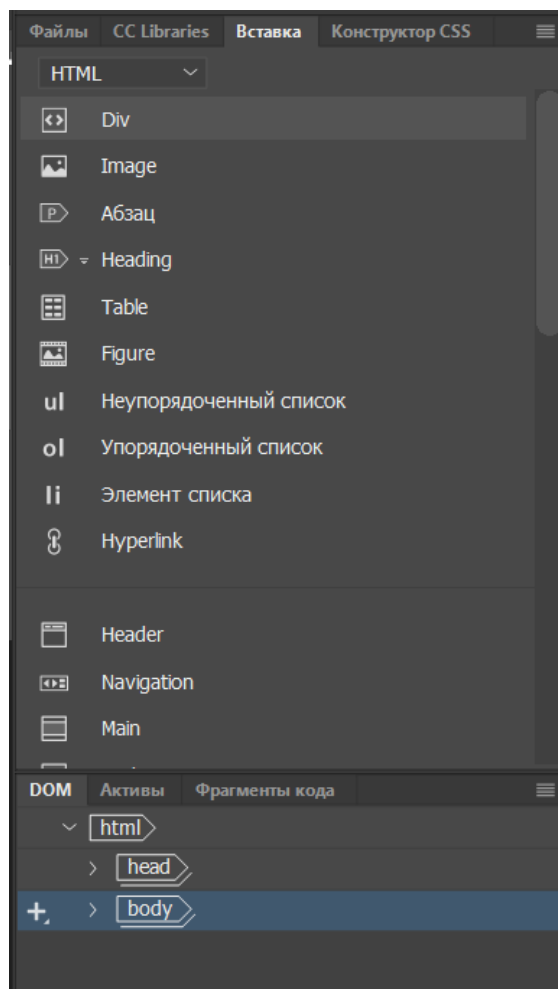 Файлы CC Libraries Вставка Конструктор CSS
HTML
Div
Image
P Абзац
H1 Heading
Table
Figure
ul Неупорядоченный список
ol Упорядоченный список
li Элемент списка
Hyperlink
Header
Navigation
Main
DOM Активы Фрагменты кода
html
head
body